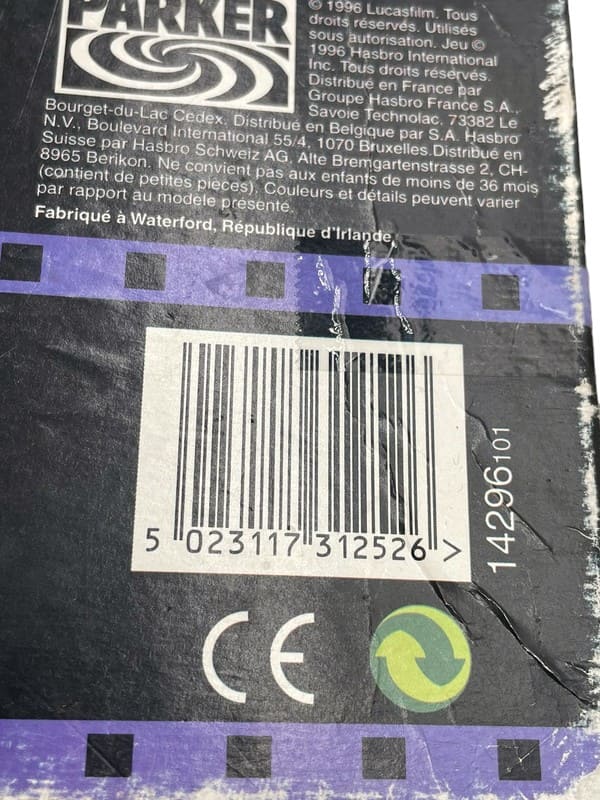 PARKER
© 1996 Lucasfilm. Tous
droits réservés. Utilisés
sous autorisation. Jeu ©
1996 Hasbro International
Inc. Tous droits réservés.
Distribué en France par
Groupe Hasbro France S.A.,
Savoie Technolac. 73382 Le
Bourget-du-Lac Cedex. Distribué en Belgique par S.A. Hasbro
N.V., Boulevard International 55/4, 1070 Bruxelles.Distribué en
Suisse par Hasbro Schweiz AG, Alte Bremgartenstrasse 2, CH-
8965 Berikon. Ne convient pas aux enfants de moins de 36 mois
(contient de petites pièces). Couleurs et détails peuvent varier
par rapport au modele présenté.
Fabriqué à Waterford, République d'Irlande.
5 023117 312526 >
14296101
CE